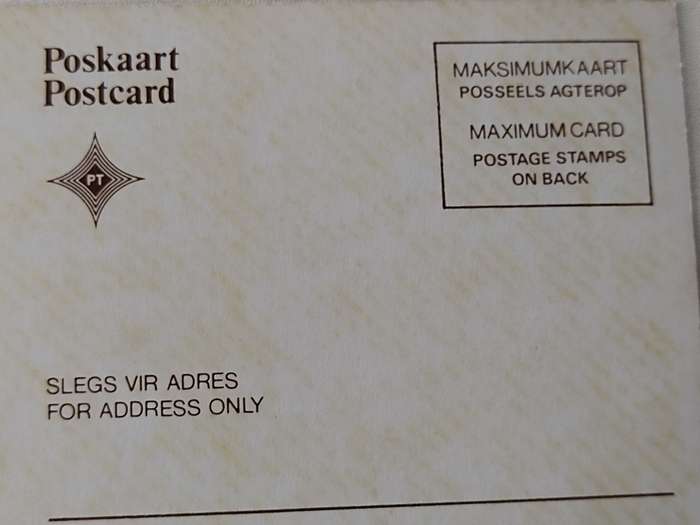 Poskaart
Postcard
PT
MAKSIMUMKAART
POSSEELS AGTEROP
MAXIMUM CARD
POSTAGE STAMPS
ON BACK
SLEGS VIR ADRES
FOR ADDRESS ONLY